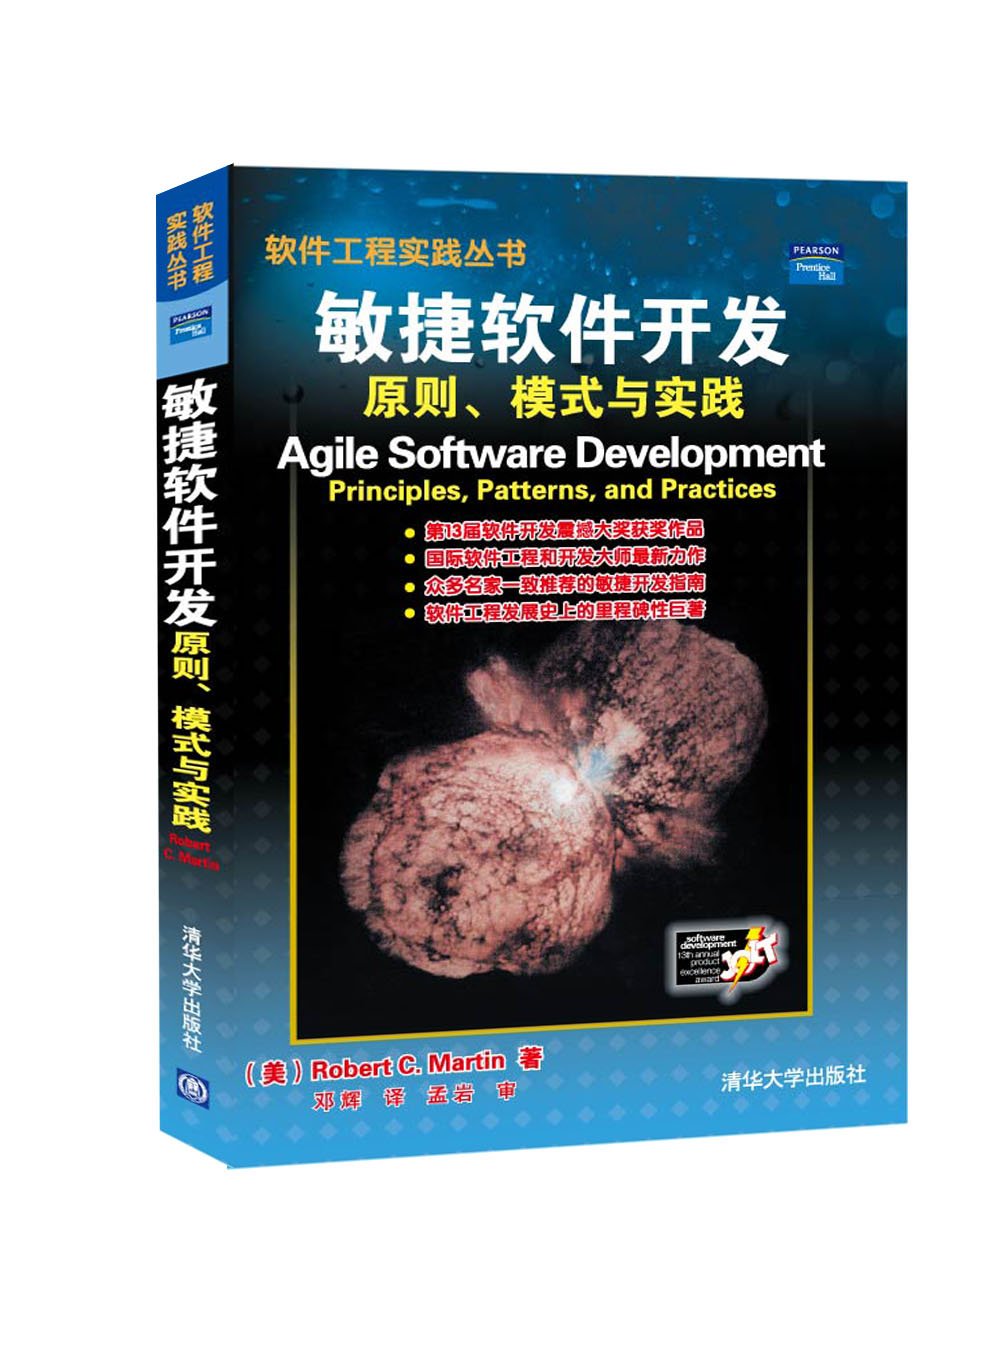 软件工程
实践丛书
PEARSON
Prentice
Hall
敏捷软件开发
原则、模式与实践
Robert
C. Martin
清华大学出版社
软件工程实践丛书
PEARSON
Prentice
Hall
敏捷软件开发
原则、模式与实践
Agile Software Development
Principles, Patterns, and Practices
第13届软件开发震撼大奖获奖作品
国际软件工程和开发大师最新力作
众多名家一致推荐的敏捷开发指南
软件工程发展史上的里程碑性巨著
software
development
13th annual
product
excellence
award
JOLT
（美）Robert C. Martin 著
邓辉 译 孟岩 审
清华大学出版社